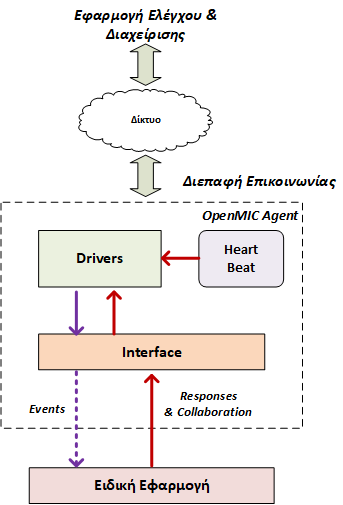 Εφαρμογή Ελέγχου &
Διαχείρισης
Δίκτυο
Διεπαφή Επικοινωνίας
OpenMIC Agent
Drivers
Heart
Beat
Interface
Events
Responses
& Collaboration
Ειδική Εφαρμογή